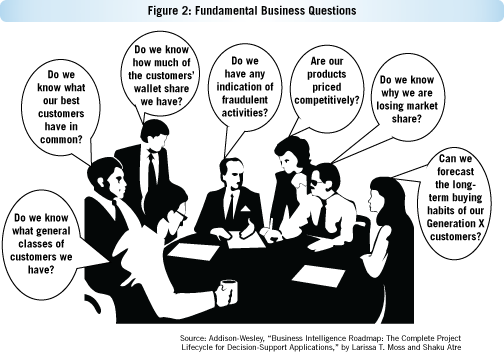 Figure 2: Fundamental Business Questions
Do we
know what
our best
customers
have in
common?
Do we know
how much of
the customers'
wallet share
we have?
Do we
have any
indication of
fraudulent
activities?
Are our
products
priced
competitively?
Do we know
why we are
losing market
share?
Can we
forecast
the long-
term buying
habits of our
Generation X
customers?
Do we know
what general
classes of
customers we
have?
Source: Addison-Wesley, “Business Intelligence Roadmap: The Complete Project
Lifecycle for Decision-Support Applications,” by Larissa T. Moss and Shaku Atre